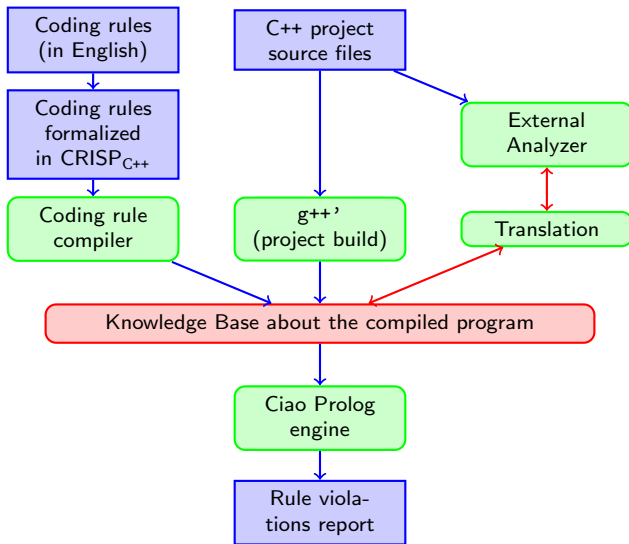 Coding rules
(in English)
C++ project
source files
Coding rules
formalized
in CRISP_C++
External
Analyzer
Coding rule
compiler
g++’
(project build)
Translation
Knowledge Base about the compiled program
Ciao Prolog
engine
Rule viola-
tions report